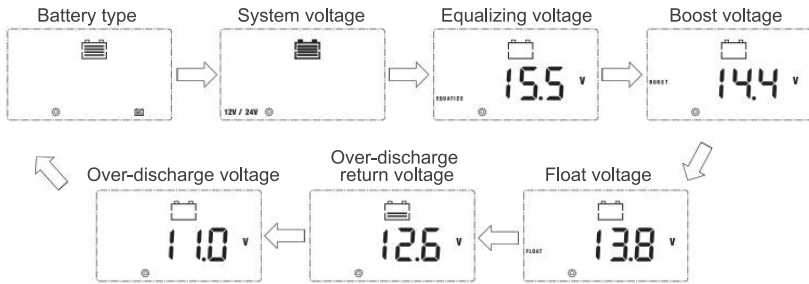 Battery type
System voltage
Equalizing voltage
Boost voltage
12V / 24V
EQUALIZE
15.5 V
BOOST
14.4 V
Over-discharge voltage
Over-discharge
return voltage
Float voltage
11.0 V
12.6 V
FLOAT
13.8 V